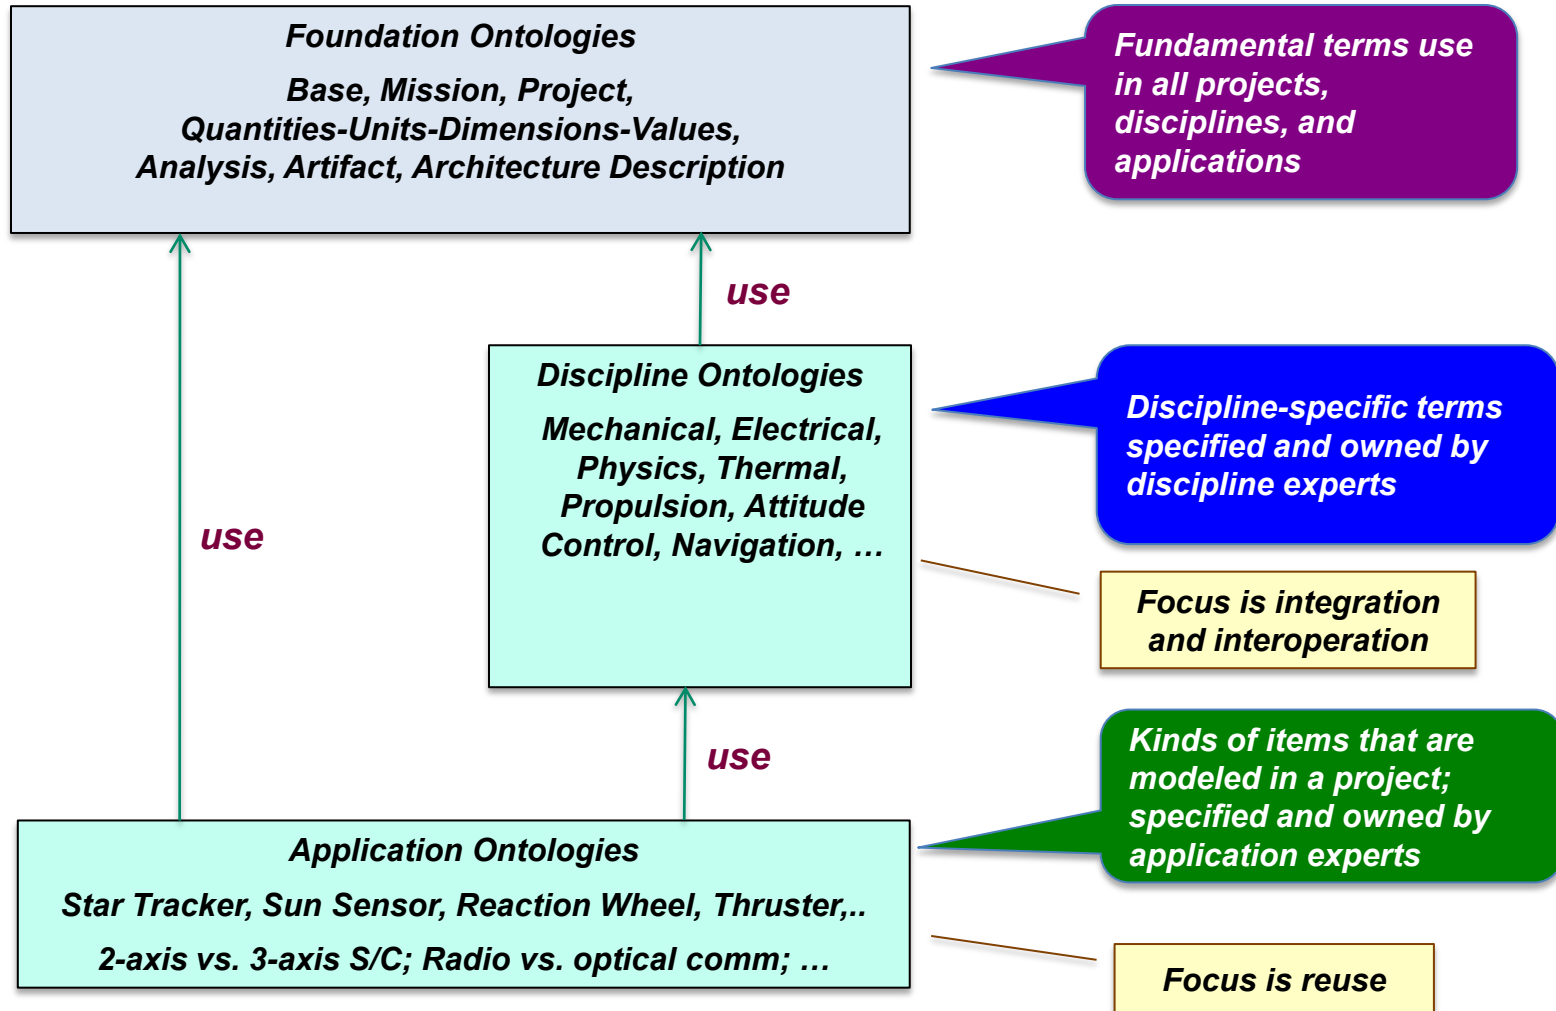 Foundation Ontologies
Base, Mission, Project,
Quantities-Units-Dimensions-Values,
Analysis, Artifact, Architecture Description
Fundamental terms use
in all projects,
disciplines, and
applications
use
use
Discipline Ontologies
Mechanical, Electrical,
Physics, Thermal,
Propulsion, Attitude
Control, Navigation, …
Discipline-specific terms
specified and owned by
discipline experts
Focus is integration
and interoperation
use
Kinds of items that are
modeled in a project;
specified and owned by
application experts
Application Ontologies
Star Tracker, Sun Sensor, Reaction Wheel, Thruster,..
2-axis vs. 3-axis S/C; Radio vs. optical comm; …
Focus is reuse